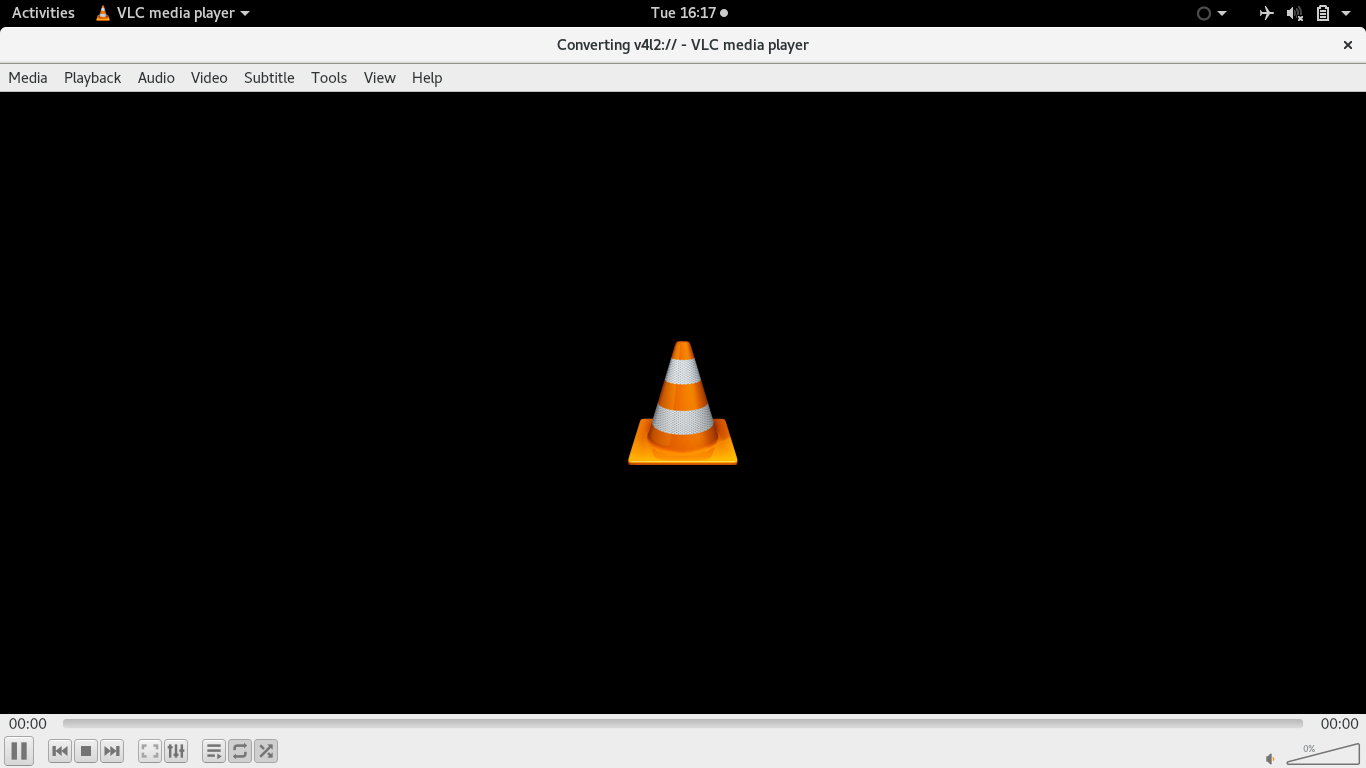 Activities VLC media player Tue 16:17
Converting v4l2:// - VLC media player
Media Playback Audio Video Subtitle Tools View Help
00:00 00:00
0%